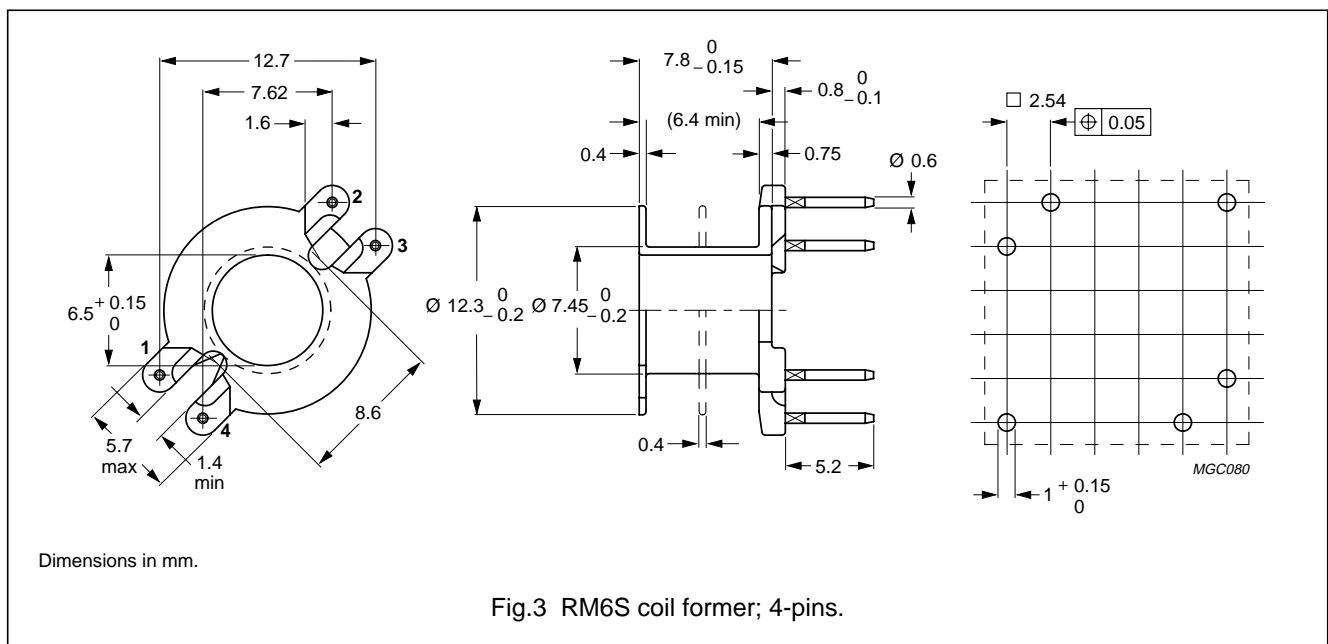 12.7
7.62
1.6
2
3
6.5 + 0.15 0
1
4
5.7 max
1.4 min
8.6
7.8 0 − 0.15
0.8 0 − 0.1
(6.4 min)
0.4
0.75
Ø 0.6
Ø 12.3 0 − 0.2
Ø 7.45 0 − 0.2
0.4
5.2
□ 2.54
⌖ 0.05
MGC080
1 + 0.15 0
Dimensions in mm.
Fig.3 RM6S coil former; 4-pins.